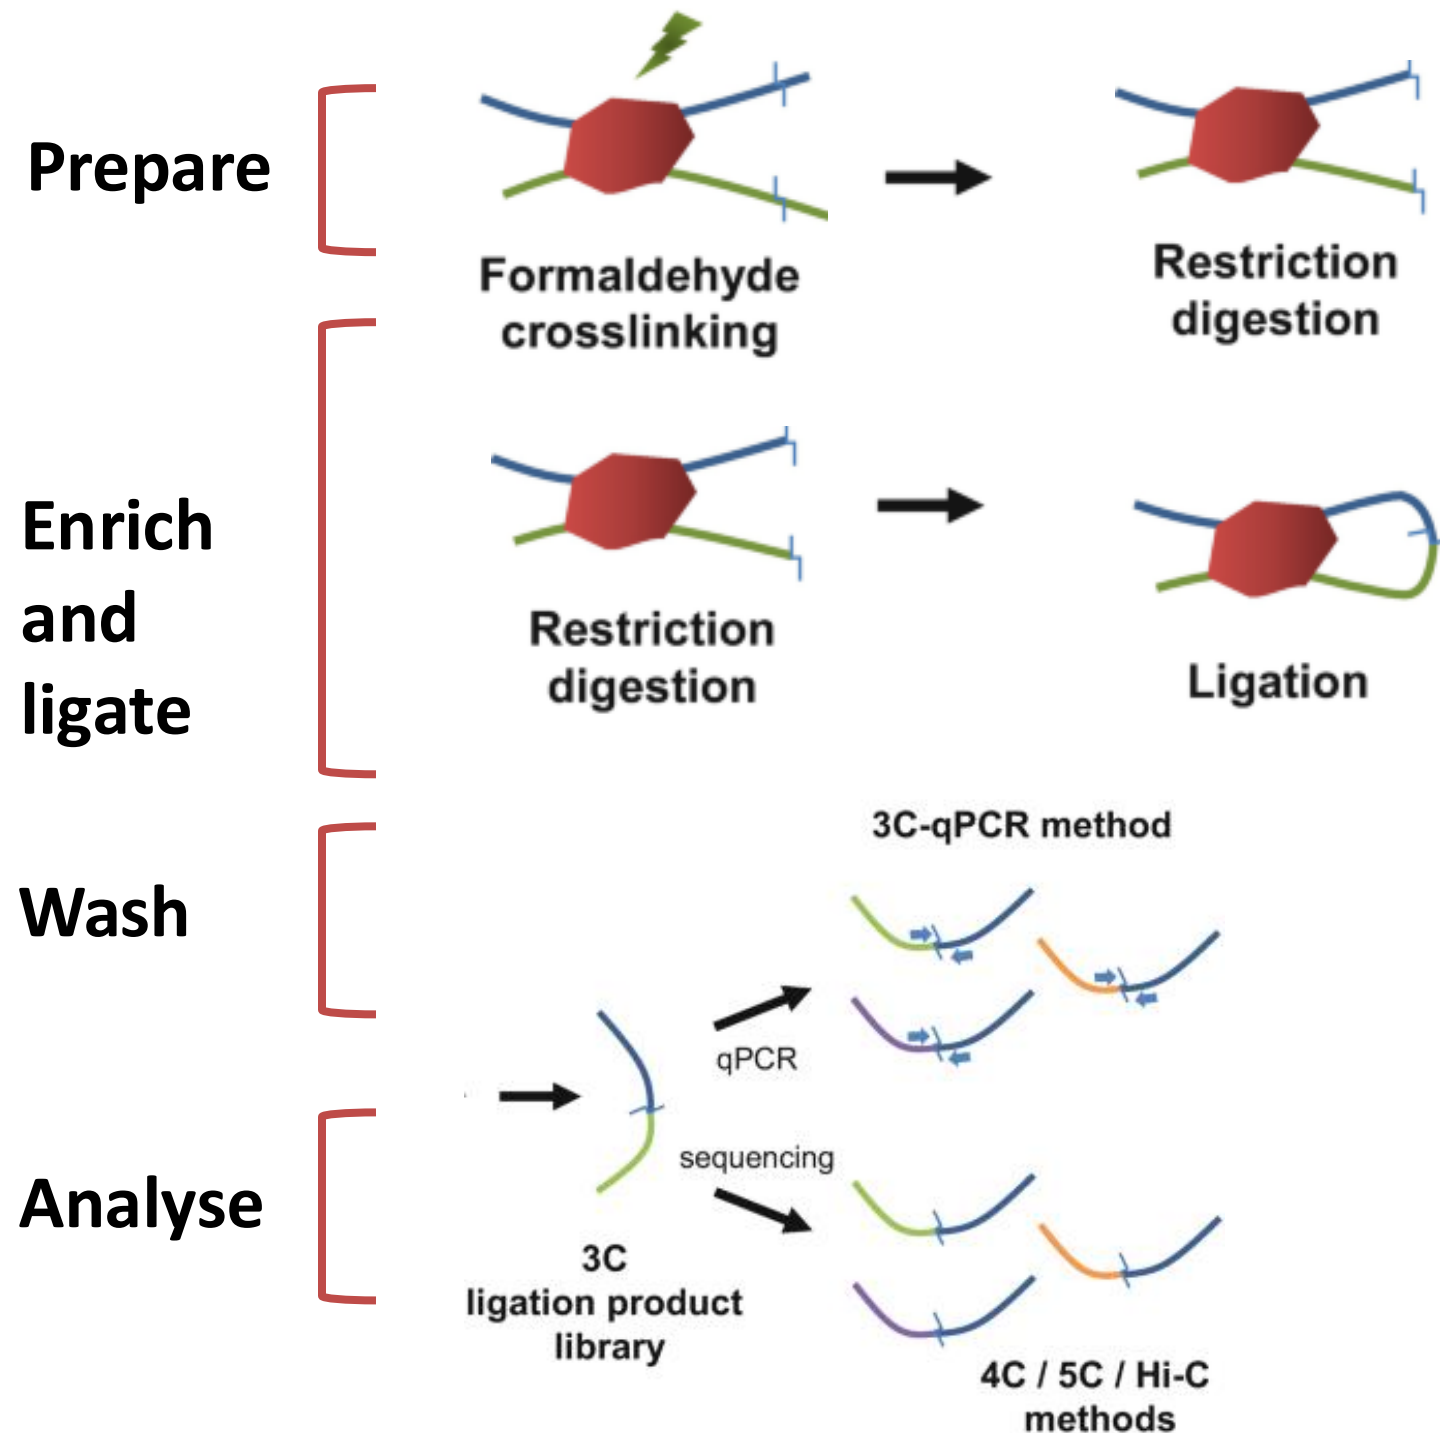 Prepare
Formaldehyde
crosslinking
Restriction
digestion
Enrich
and
ligate
Restriction
digestion
Ligation
Wash
3C-qPCR method
qPCR
Analyse
sequencing
3C
ligation product
library
4C / 5C / Hi-C
methods